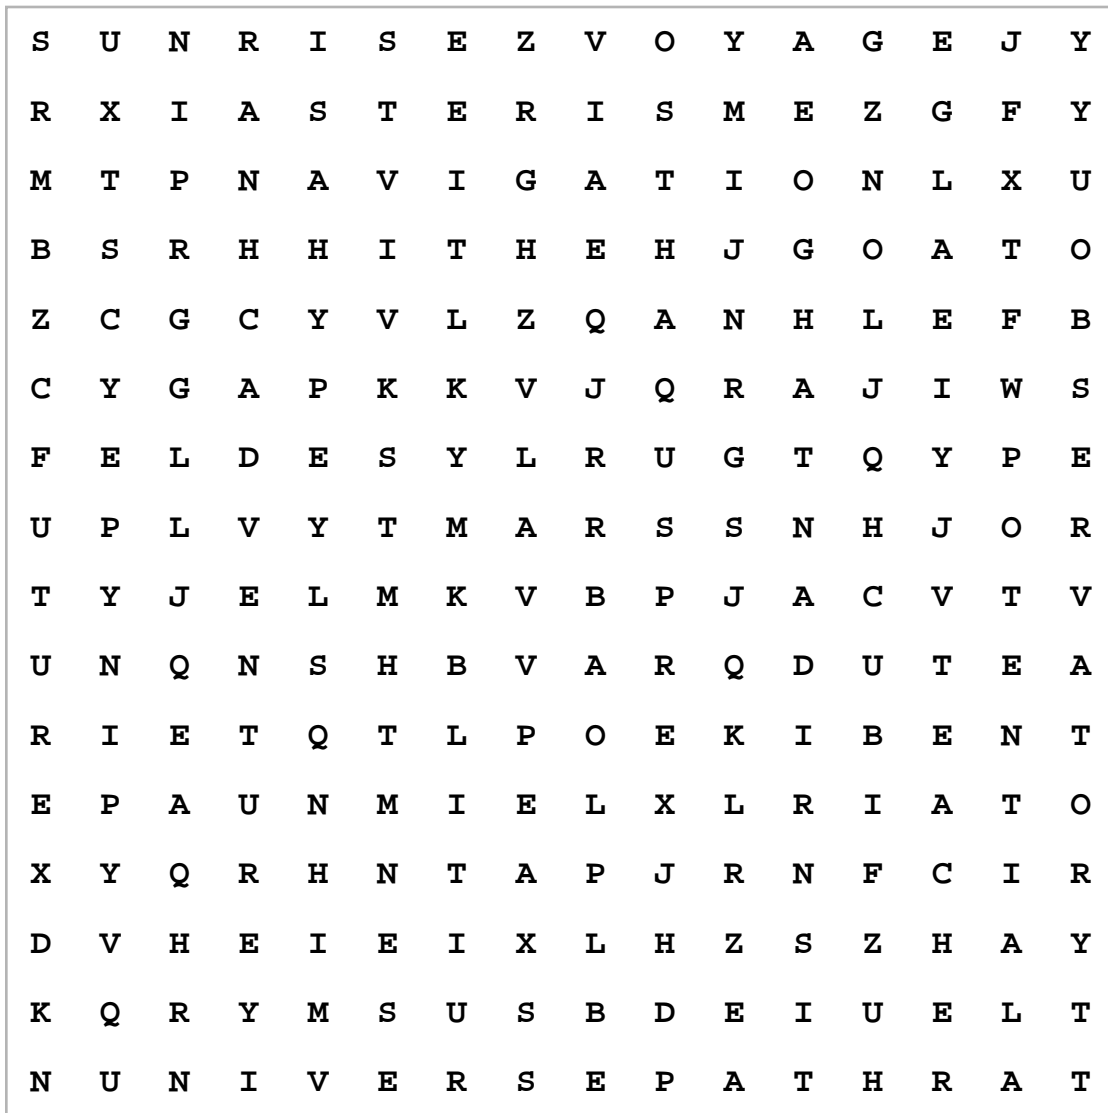 S U N R I S E Z V O Y A G E J Y
R X I A S T E R I S M E Z G F Y
M T P N A V I G A T I O N L X U
B S R H H I T H E H J G O A T O
Z C G C Y V L Z Q A N H L E F B
C Y G A P K K V J Q R A J I W S
F E L D E S Y L R U G T Q Y P E
U P L V Y T M A R S S N H J O R
T Y J E L M K V B P J A C V T V
U N Q N S H B V A R Q D U T E A
R I E T Q T L P O E K I B E N T
E P A U N M I E L X L R I A T O
X Y Q R H N T A P J R N F C I R
D V H E I E I X L H Z S Z H A Y
K Q R Y M S U S B D E I U E L T
N U N I V E R S E P A T H R A T